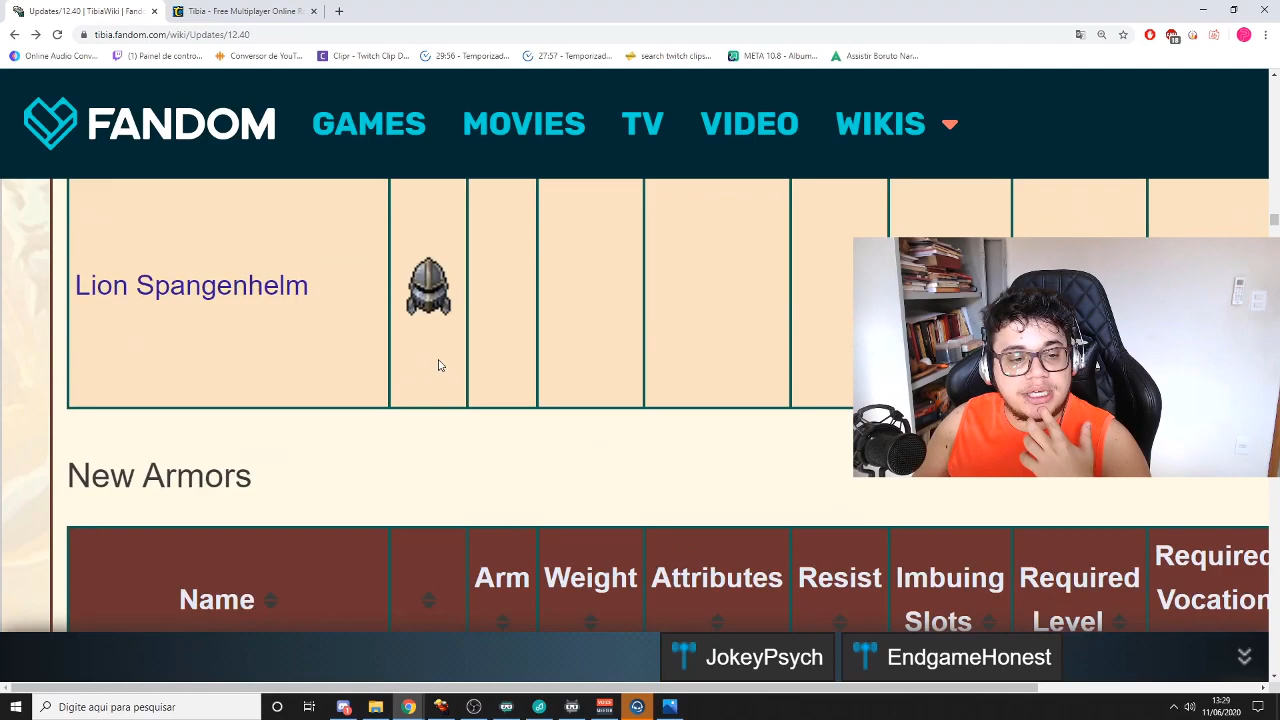 Updates/12.40 | TibiaWiki | Fandom
Tibia - Free Multiplayer Online R
tibia.fandom.com/wiki/Updates/12.40
18
Online Audio Conv...
Painel de contro...
Conversor de YouT...
Clipr - Twitch Clip D...
29:56 - Temporizad...
27:57 - Temporizad...
search twitch clips...
META 10.8 - Album...
Assistir Boruto Nar...
FANDOM
GAMES
MOVIES
TV
VIDEO
WIKIS
Lion Spangenhelm
New Armors
Name
Arm
Weight
Attributes
Resist
Imbuing
Slots
Required
Level
Required
Vocation
JokeyPsych
EndgameHonest
Digite aqui para pesquisar
13:29
11/06/2020